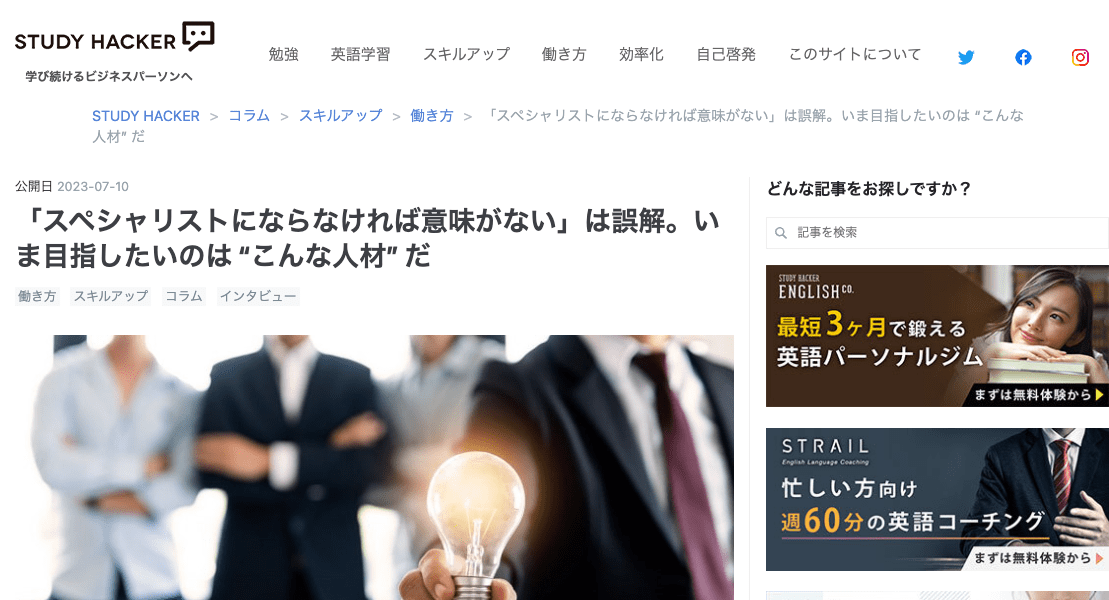 STUDY HACKER
学び続けるビジネスパーソンへ
勉強 英語学習 スキルアップ 働き方 効率化 自己啓発 このサイトについて
STUDY HACKER > コラム > スキルアップ > 働き方 > 「スペシャリストにならなければ意味がない」は誤解。いま目指したいのは “こんな
人材” だ
公開日 2023-07-10
「スペシャリストにならなければ意味がない」は誤解。い
ま目指したいのは “こんな人材” だ
働き方 スキルアップ コラム インタビュー
どんな記事をお探しですか？
記事を検索
STUDY HACKER
ENGLISH CO.
最短3ヶ月で鍛える
英語パーソナルジム
まずは無料体験から
STRAIL
English Language Coaching
忙しい方向け
週60分の英語コーチング
まずは無料体験から